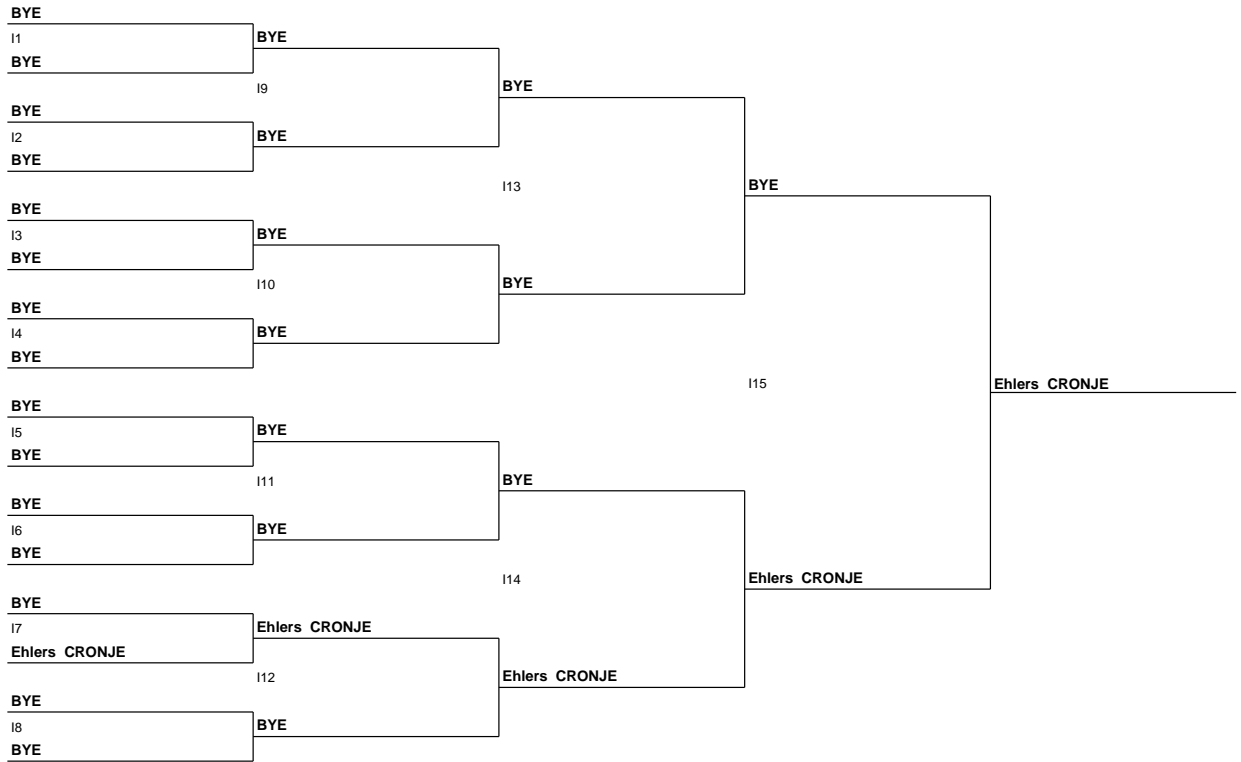 BYE
I1
BYE
BYE
I9
BYE
BYE
I2
BYE
BYE
I13
BYE
BYE
I3
BYE
BYE
I10
BYE
BYE
I4
BYE
BYE
I15
Ehlers CRONJE
BYE
I5
BYE
BYE
I11
BYE
BYE
I6
BYE
BYE
I14
Ehlers CRONJE
BYE
I7
Ehlers CRONJE
Ehlers CRONJE
I12
Ehlers CRONJE
BYE
I8
BYE
BYE